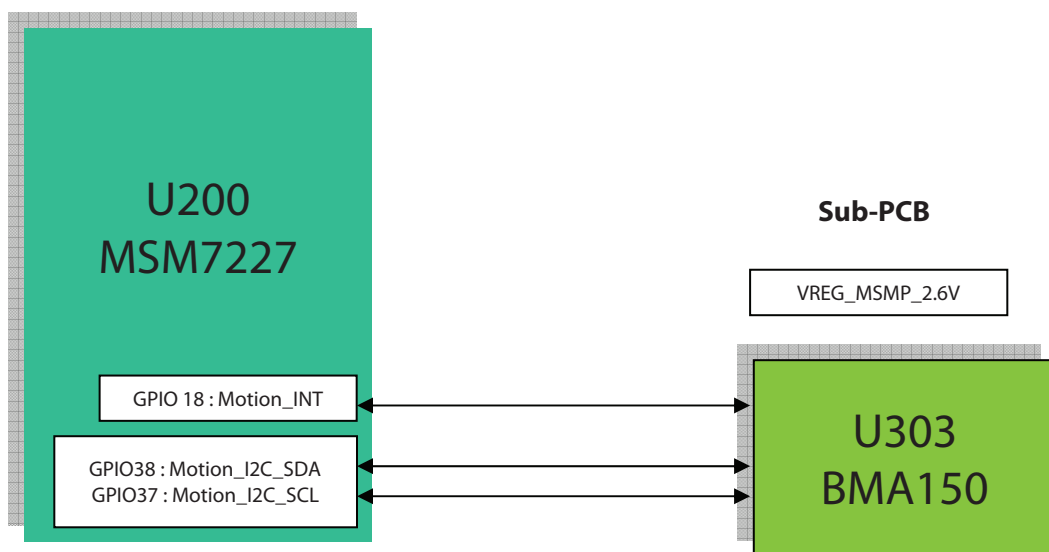 U200
MSM7227
Sub-PCB
VREG_MSMP_2.6V
GPIO 18 : Motion_INT
GPIO38 : Motion_I2C_SDA
GPIO37 : Motion_I2C_SCL
U303
BMA150